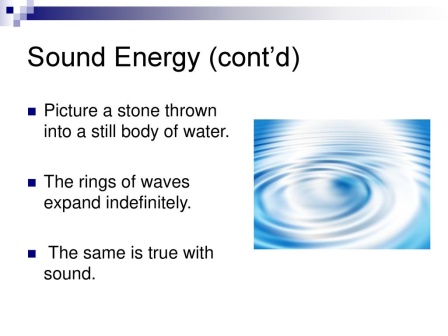 Sound Energy (cont’d)
Picture a stone thrown
into a still body of water.
The rings of waves
expand indefinitely.
The same is true with
sound.